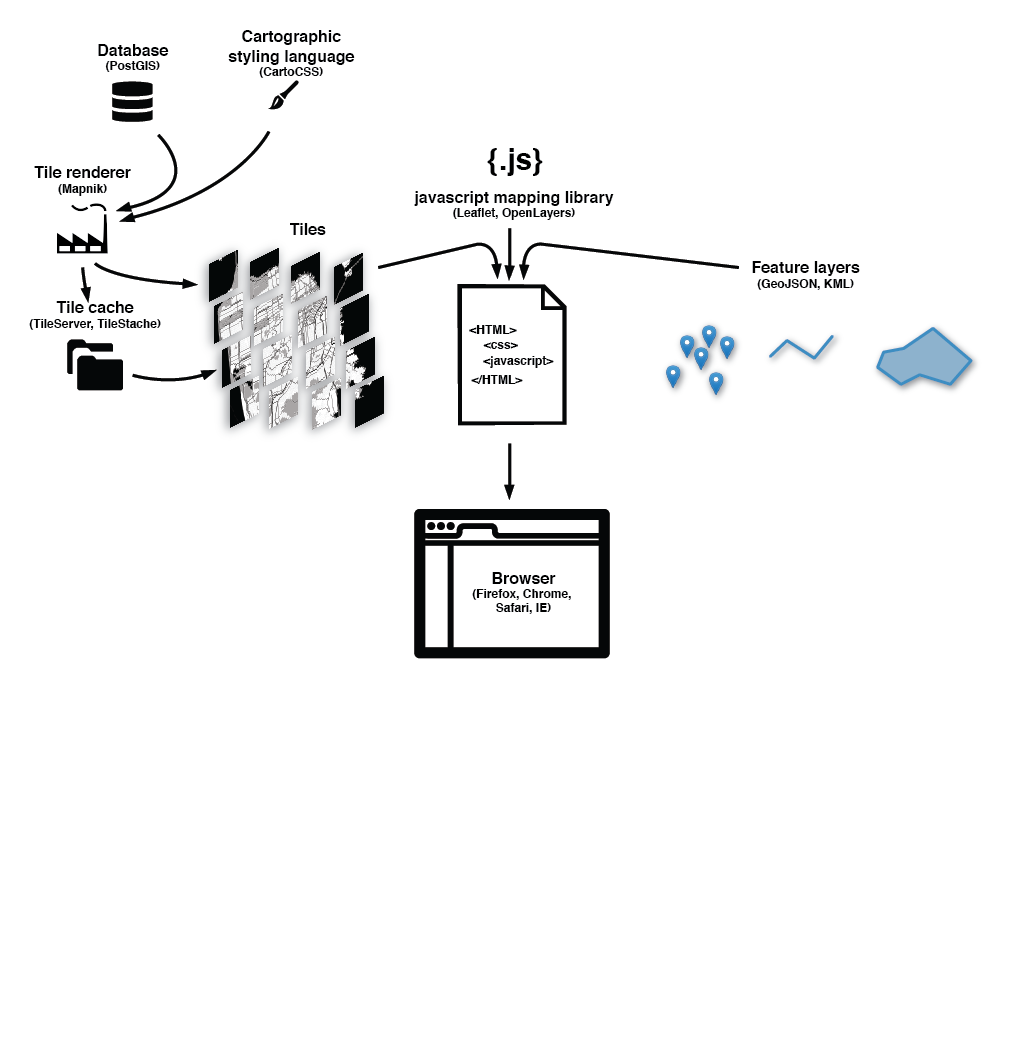 Database
(PostGIS)
Cartographic
styling language
(CartoCSS)
Tile renderer
(Mapnik)
Tile cache
(TileServer, TileStache)
Tiles
{.js}
javascript mapping library
(Leaflet, OpenLayers)
Feature layers
(GeoJSON, KML)
<HTML>
<css>
<javascript>
</HTML>
Browser
(Firefox, Chrome,
Safari, IE)